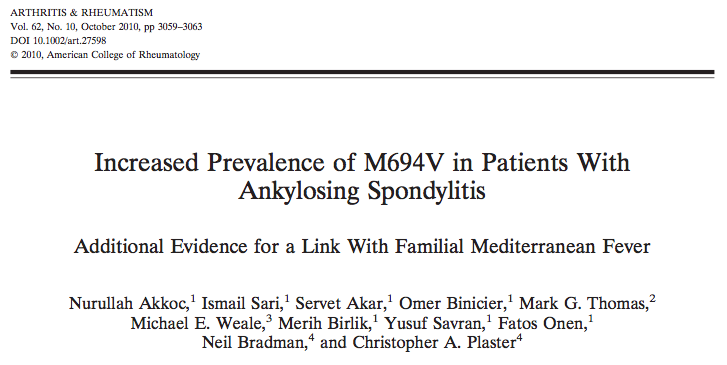 ARTHRITIS & RHEUMATISM
Vol. 62, No. 10, October 2010, pp 3059–3063
DOI 10.1002/art.27598
© 2010, American College of Rheumatology
Increased Prevalence of M694V in Patients With
Ankylosing Spondylitis
Additional Evidence for a Link With Familial Mediterranean Fever
Nurullah Akkoc,1 Ismail Sari,1 Servet Akar,1 Omer Binicier,1 Mark G. Thomas,2
Michael E. Weale,3 Merih Birlik,1 Yusuf Savran,1 Fatos Onen,1
Neil Bradman,4 and Christopher A. Plaster4